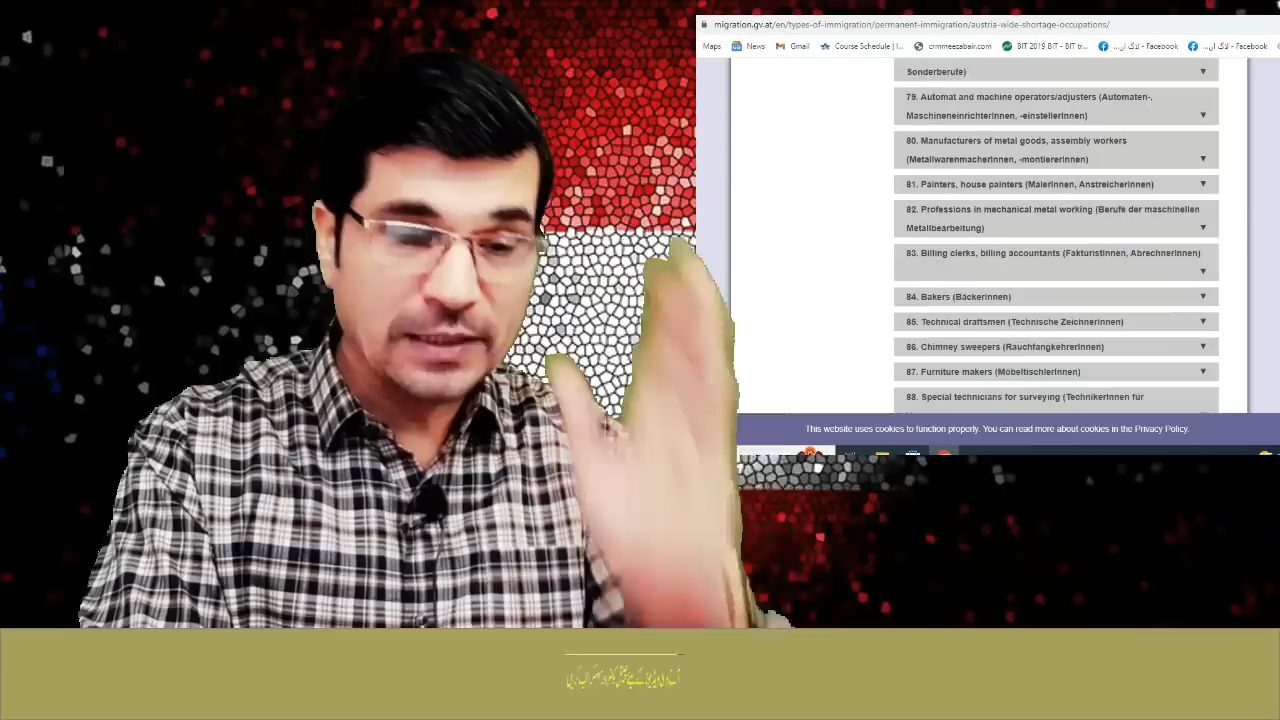 migration.gv.at/en/types-of-immigration/permanent-immigration/austria-wide-shortage-occupations/
Maps News Gmail Course Schedule | I... crmmeezabair.com BIT 2019 BIT - BIT tr... لاگ ان... - Facebook لاگ ان... - Facebook
Sonderberufe)
79. Automat and machine operators/adjusters (Automaten-,
MaschineneinrichterInnen, -einstellerInnen)
80. Manufacturers of metal goods, assembly workers
(MetallwarenmacherInnen, -montiererInnen)
81. Painters, house painters (MalerInnen, AnstreicherInnen)
82. Professions in mechanical metal working (Berufe der maschinellen
Metallbearbeitung)
83. Billing clerks, billing accountants (FakturistInnen, AbrechnerInnen)
84. Bakers (BäckerInnen)
85. Technical draftsmen (Technische ZeichnerInnen)
86. Chimney sweepers (RauchfangkehrerInnen)
87. Furniture makers (MöbeltischlerInnen)
88. Special technicians for surveying (TechnikerInnen für
This website uses cookies to function properly. You can read more about cookies in the Privacy Policy.